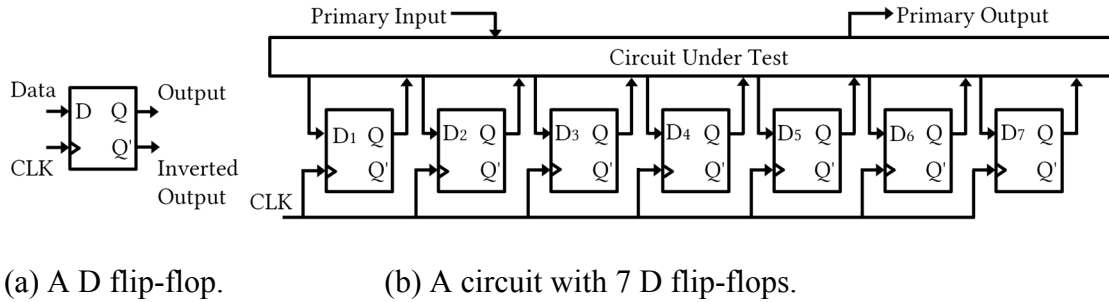 Primary Input
Primary Output
Circuit Under Test
Data
D Q
Output
Q'
CLK
Inverted
Output
D1 Q
Q'
D2 Q
Q'
D3 Q
Q'
D4 Q
Q'
D5 Q
Q'
D6 Q
Q'
D7 Q
Q'
CLK
(a) A D flip-flop.
(b) A circuit with 7 D flip-flops.